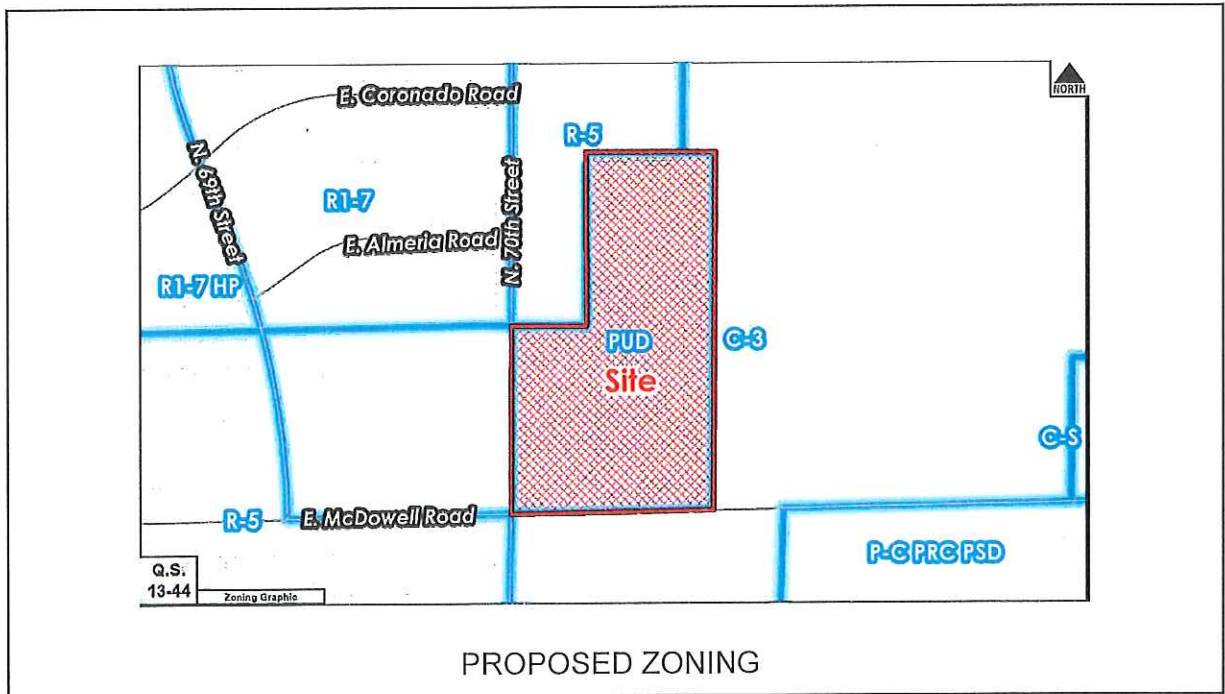 NORTH
E. Coronado Road
R-5
N. 69th Street
N. 70th Street
R1-7
E. Almeria Road
R1-7 HP
PUD
C-3
Site
C-S
R-5
E. McDowell Road
P-C PRC PSD
Q.S.
13-44
Zoning Graphic
PROPOSED ZONING